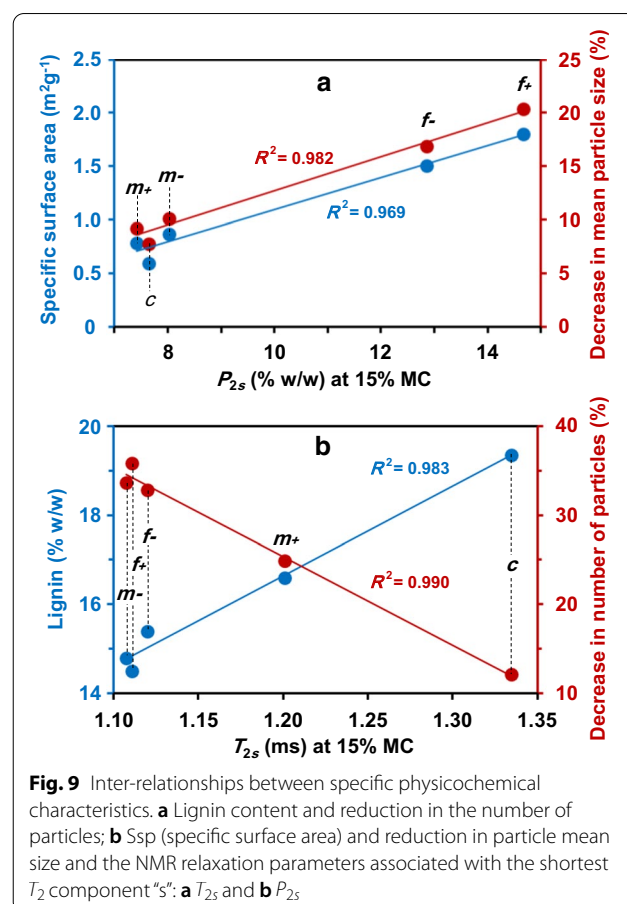 a
Specific surface area (m²g⁻¹)
Decrease in mean particle size (%)
2.5
2.0
1.5
1.0
0.5
0
25
20
15
10
5
0
f+
f-
R² = 0.982
R² = 0.969
m+
m-
c
8
10
12
14
P₂ₛ (% w/w) at 15% MC
b
Lignin (% w/w)
Decrease in number of particles (%)
20
18
16
14
40
30
20
10
R² = 0.983
f-
f+
m-
m+
c
R² = 0.990
1.10
1.15
1.20
1.25
1.30
1.35
T₂ₛ (ms) at 15% MC
Fig. 9 Inter-relationships between specific physicochemical
characteristics. a Lignin content and reduction in the number of
particles; b Ssp (specific surface area) and reduction in particle mean
size and the NMR relaxation parameters associated with the shortest
T₂ component “s”: a T₂ₛ and b P₂ₛ